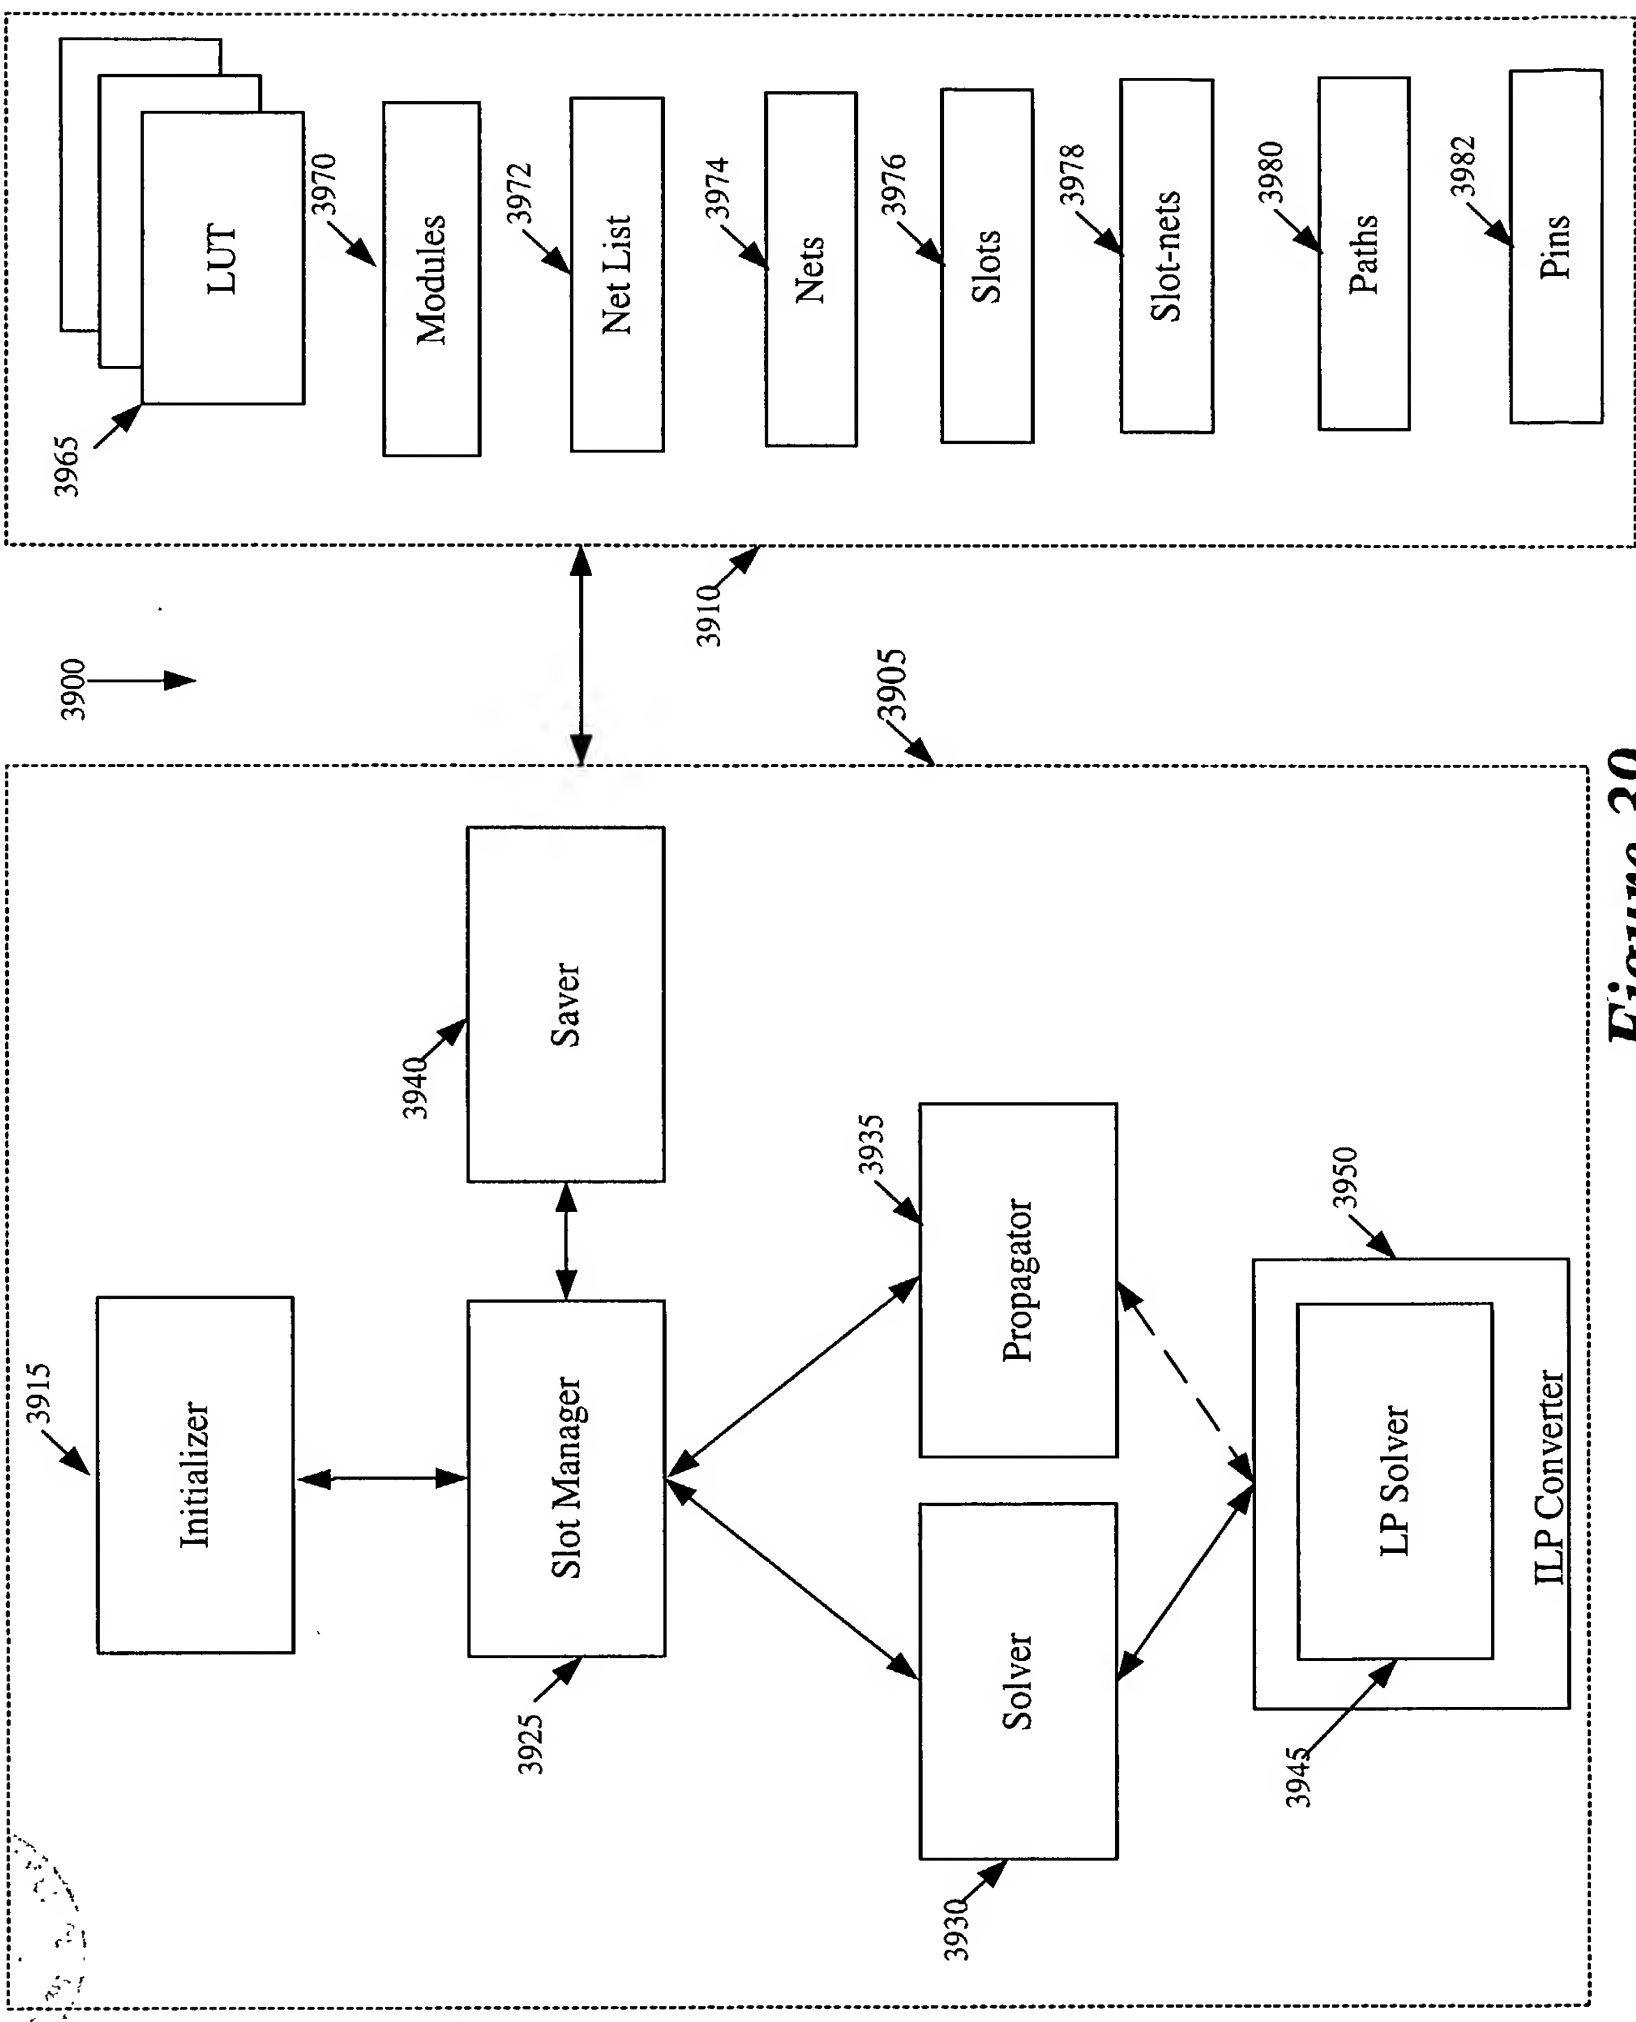 3900
3905
3915
Initializer
3925
Slot Manager
3940
Saver
3930
Solver
3935
Propagator
3945
LP Solver
3950
ILP Converter
3910
3965
LUT
3970
Modules
3972
Net List
3974
Nets
3976
Slots
3978
Slot-nets
3980
Paths
3982
Pins
Figure 39